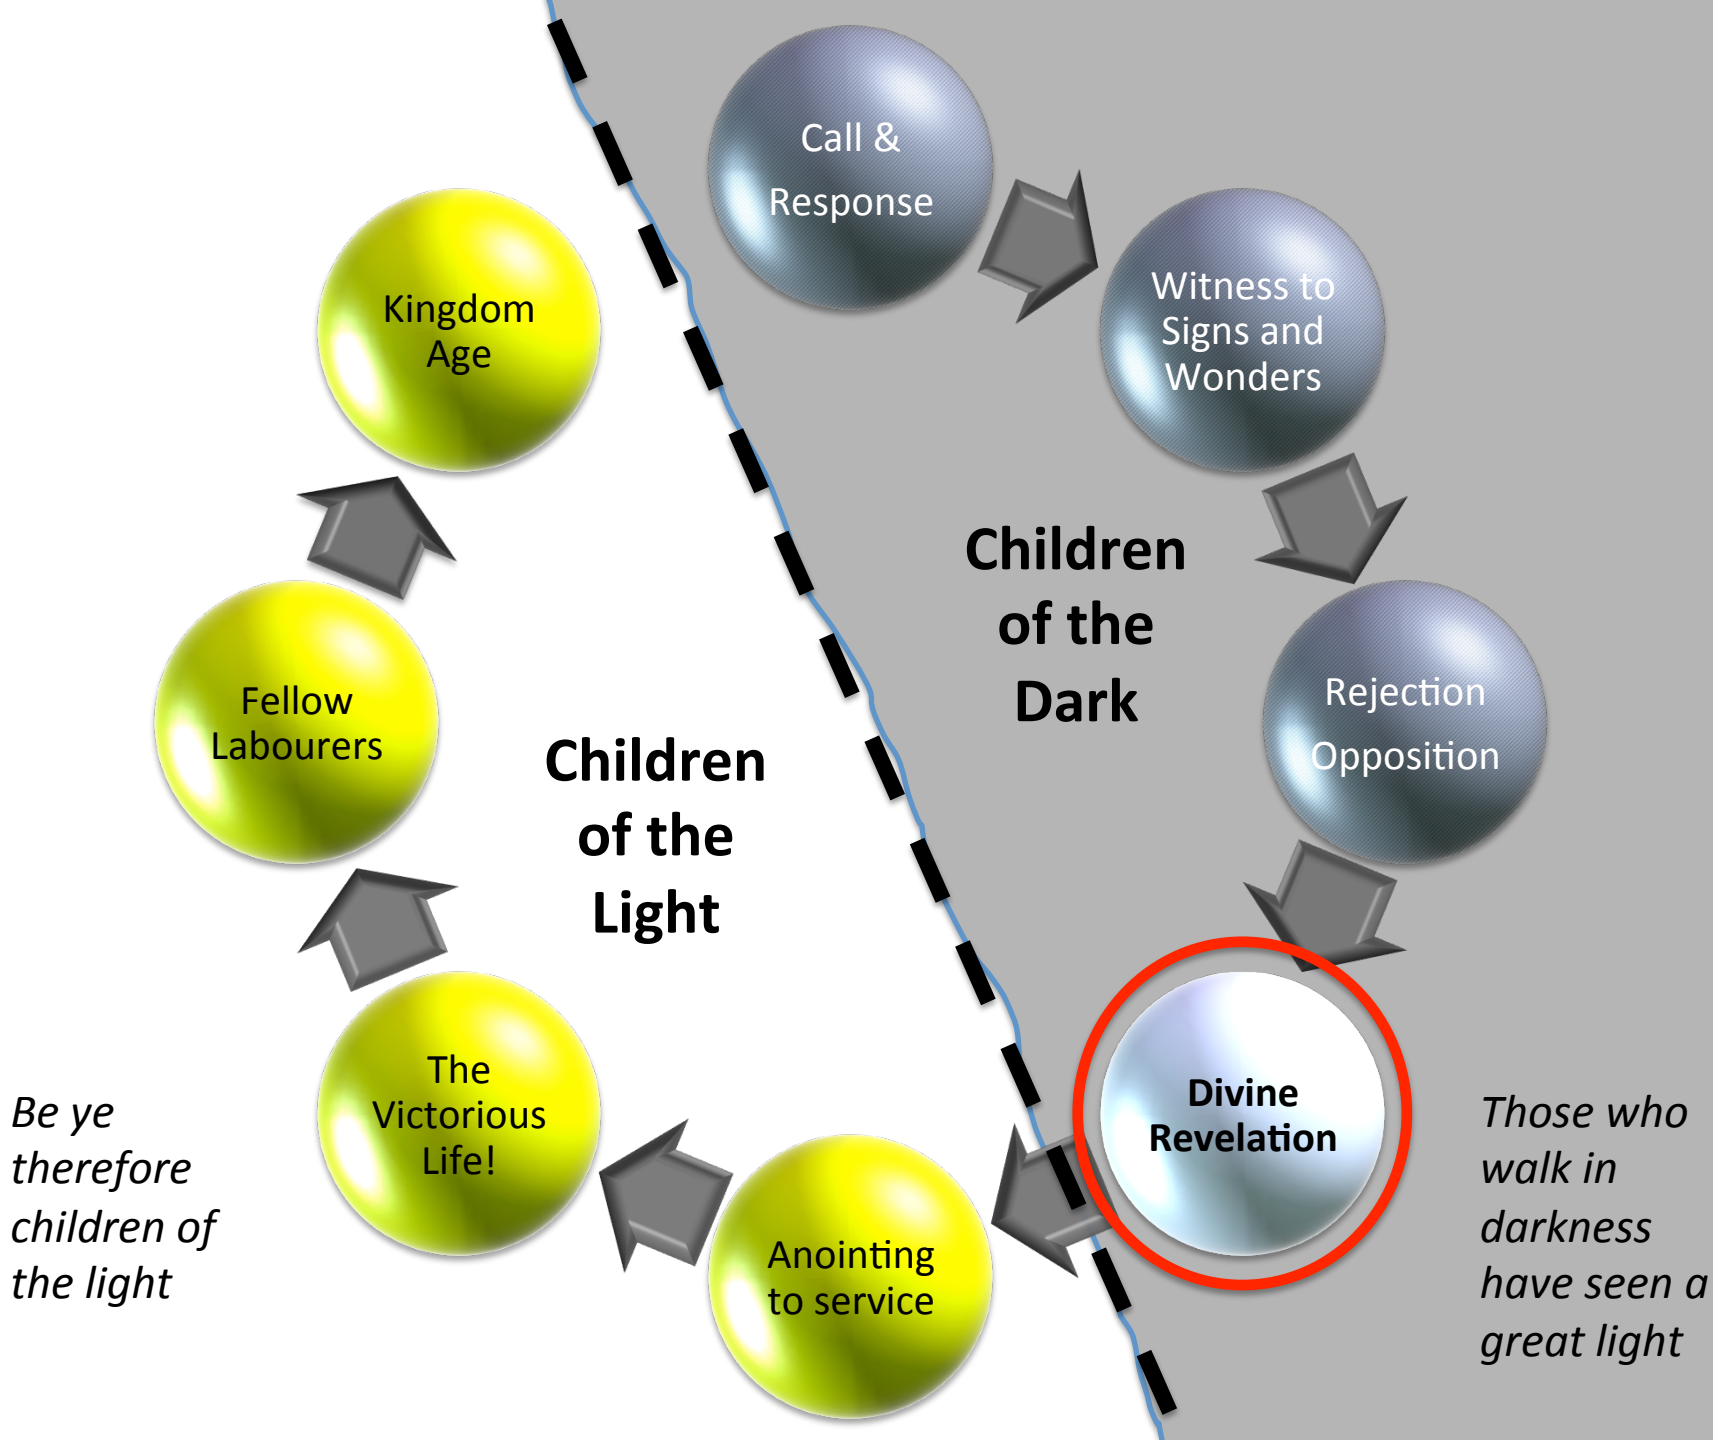 Call &
Response
Witness to
Signs and
Wonders
Rejection
Opposition
Divine
Revelation
Anointing
to service
The
Victorious
Life!
Fellow
Labourers
Kingdom
Age
Children
of the
Dark
Children
of the
Light
Be ye
therefore
children of
the light
Those who
walk in
darkness
have seen a
great light